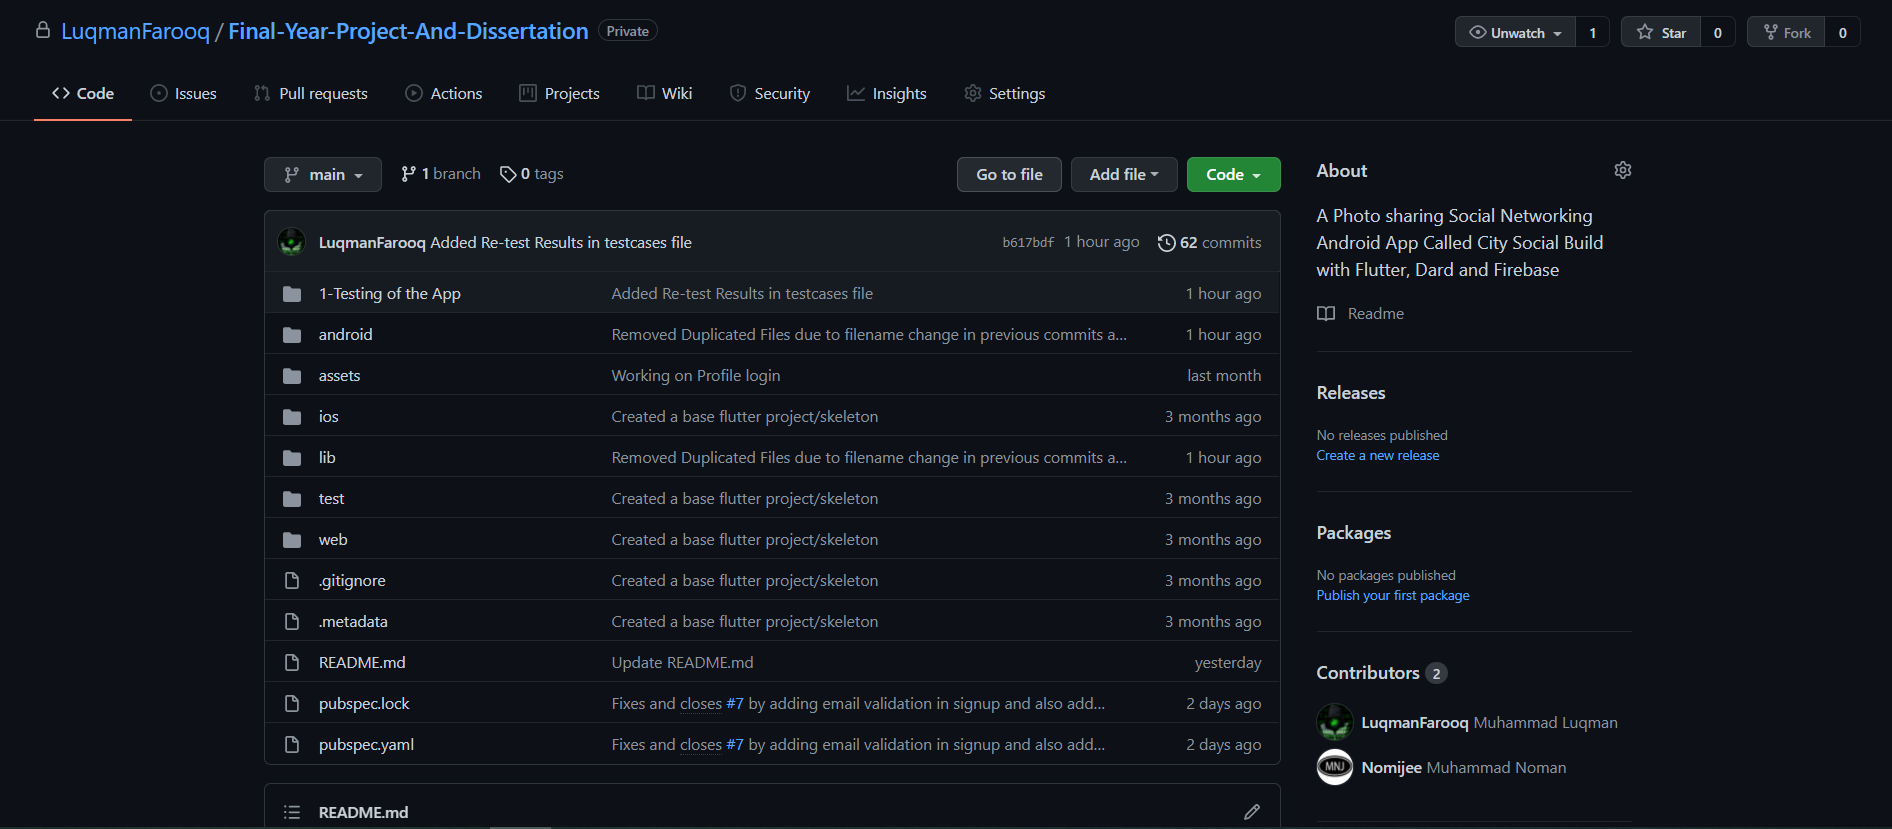 LuqmanFarooq / Final-Year-Project-And-Dissertation Private
Unwatch 1 Star 0 Fork 0
Code Issues Pull requests Actions Projects Wiki Security Insights Settings
main 1 branch 0 tags Go to file Add file Code
LuqmanFarooq Added Re-test Results in testcases file b617bdf 1 hour ago 62 commits
1-Testing of the App Added Re-test Results in testcases file 1 hour ago
android Removed Duplicated Files due to filename change in previous commits a... 1 hour ago
assets Working on Profile login last month
ios Created a base flutter project/skeleton 3 months ago
lib Removed Duplicated Files due to filename change in previous commits a... 1 hour ago
test Created a base flutter project/skeleton 3 months ago
web Created a base flutter project/skeleton 3 months ago
.gitignore Created a base flutter project/skeleton 3 months ago
.metadata Created a base flutter project/skeleton 3 months ago
README.md Update README.md yesterday
pubspec.lock Fixes and closes #7 by adding email validation in signup and also add... 2 days ago
pubspec.yaml Fixes and closes #7 by adding email validation in signup and also add... 2 days ago
README.md
About
A Photo sharing Social Networking
Android App Called City Social Build
with Flutter, Dard and Firebase
Readme
Releases
No releases published
Create a new release
Packages
No packages published
Publish your first package
Contributors 2
LuqmanFarooq Muhammad Luqman
MNJ Nomijee Muhammad Noman